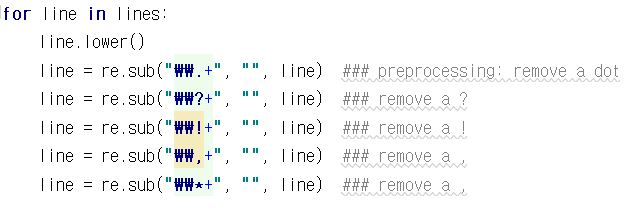 for line in lines:
line.lower()
line = re.sub("₩₩.+", "", line) ### preprocessing: remove a dot
line = re.sub("₩₩?+", "", line) ### remove a ?
line = re.sub("₩₩!+", "", line) ### remove a !
line = re.sub("₩₩,+", "", line) ### remove a ,
line = re.sub("₩₩*+", "", line) ### remove a ,